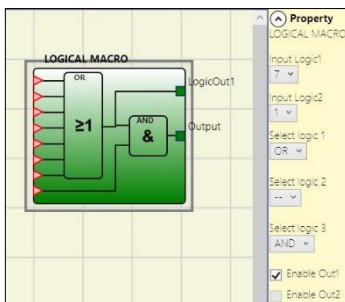 LOGICAL MACRO
OR
≥1
AND
&
LogicOut1
Output
Property
LOGICAL MACRO
Input Logic1
7
Input Logic2
1
Select logic 1
OR
Select logic 2
--
Select logic 3
AND
Enable Out1
Enable Out2